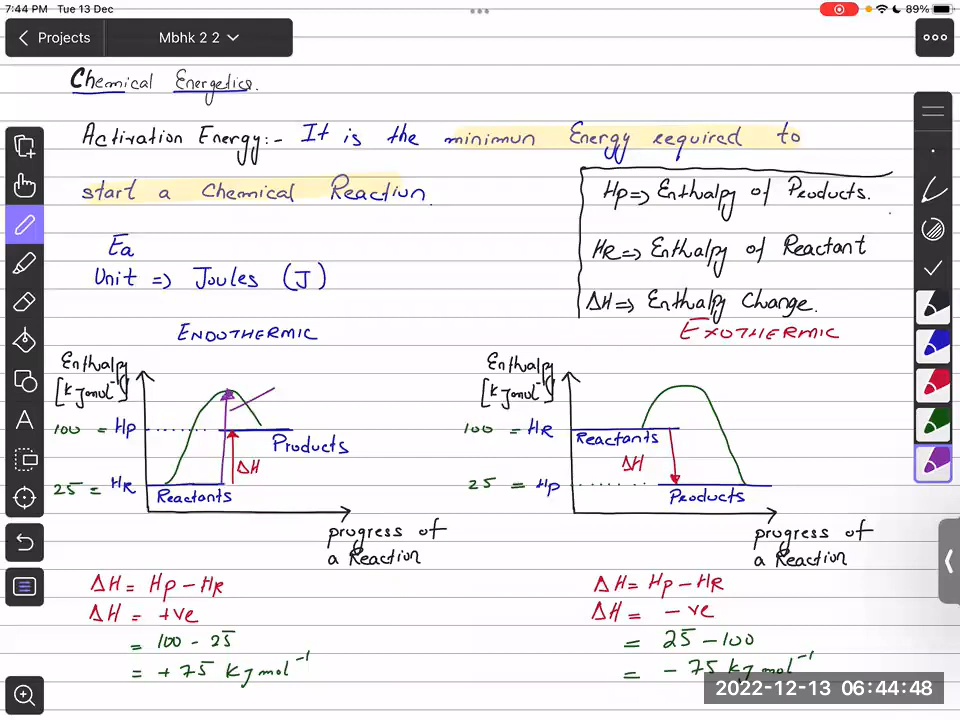 7:44 PM Tue 13 Dec
89%
Projects
Mbhk 2 2
Chemical Energetics.
Activation Energy:- It is the minimun Energy required to
start a Chemical Reaction.
Hp => Enthalpy of Products.
Ea
HR => Enthalpy of Reactant
Unit => Joules (J)
ΔH => Enthalpy Change.
ENDOTHERMIC
EXOTHERMIC
Enthalpy
[KJmol⁻¹]
100 = Hp
Products
ΔH
25 = HR
Reactants
progress of
a Reaction
Enthalpy
[KJmol⁻¹]
100 = HR
Reactants
ΔH
25 = Hp
Products
progress of
a Reaction
ΔH = Hp - HR
ΔH = +ve
= 100 - 25
= + 75 KJmol⁻¹
ΔH = Hp - HR
ΔH = -ve
= 25 - 100
= - 75 KJmol⁻¹
A
2022-12-13 06:44:48